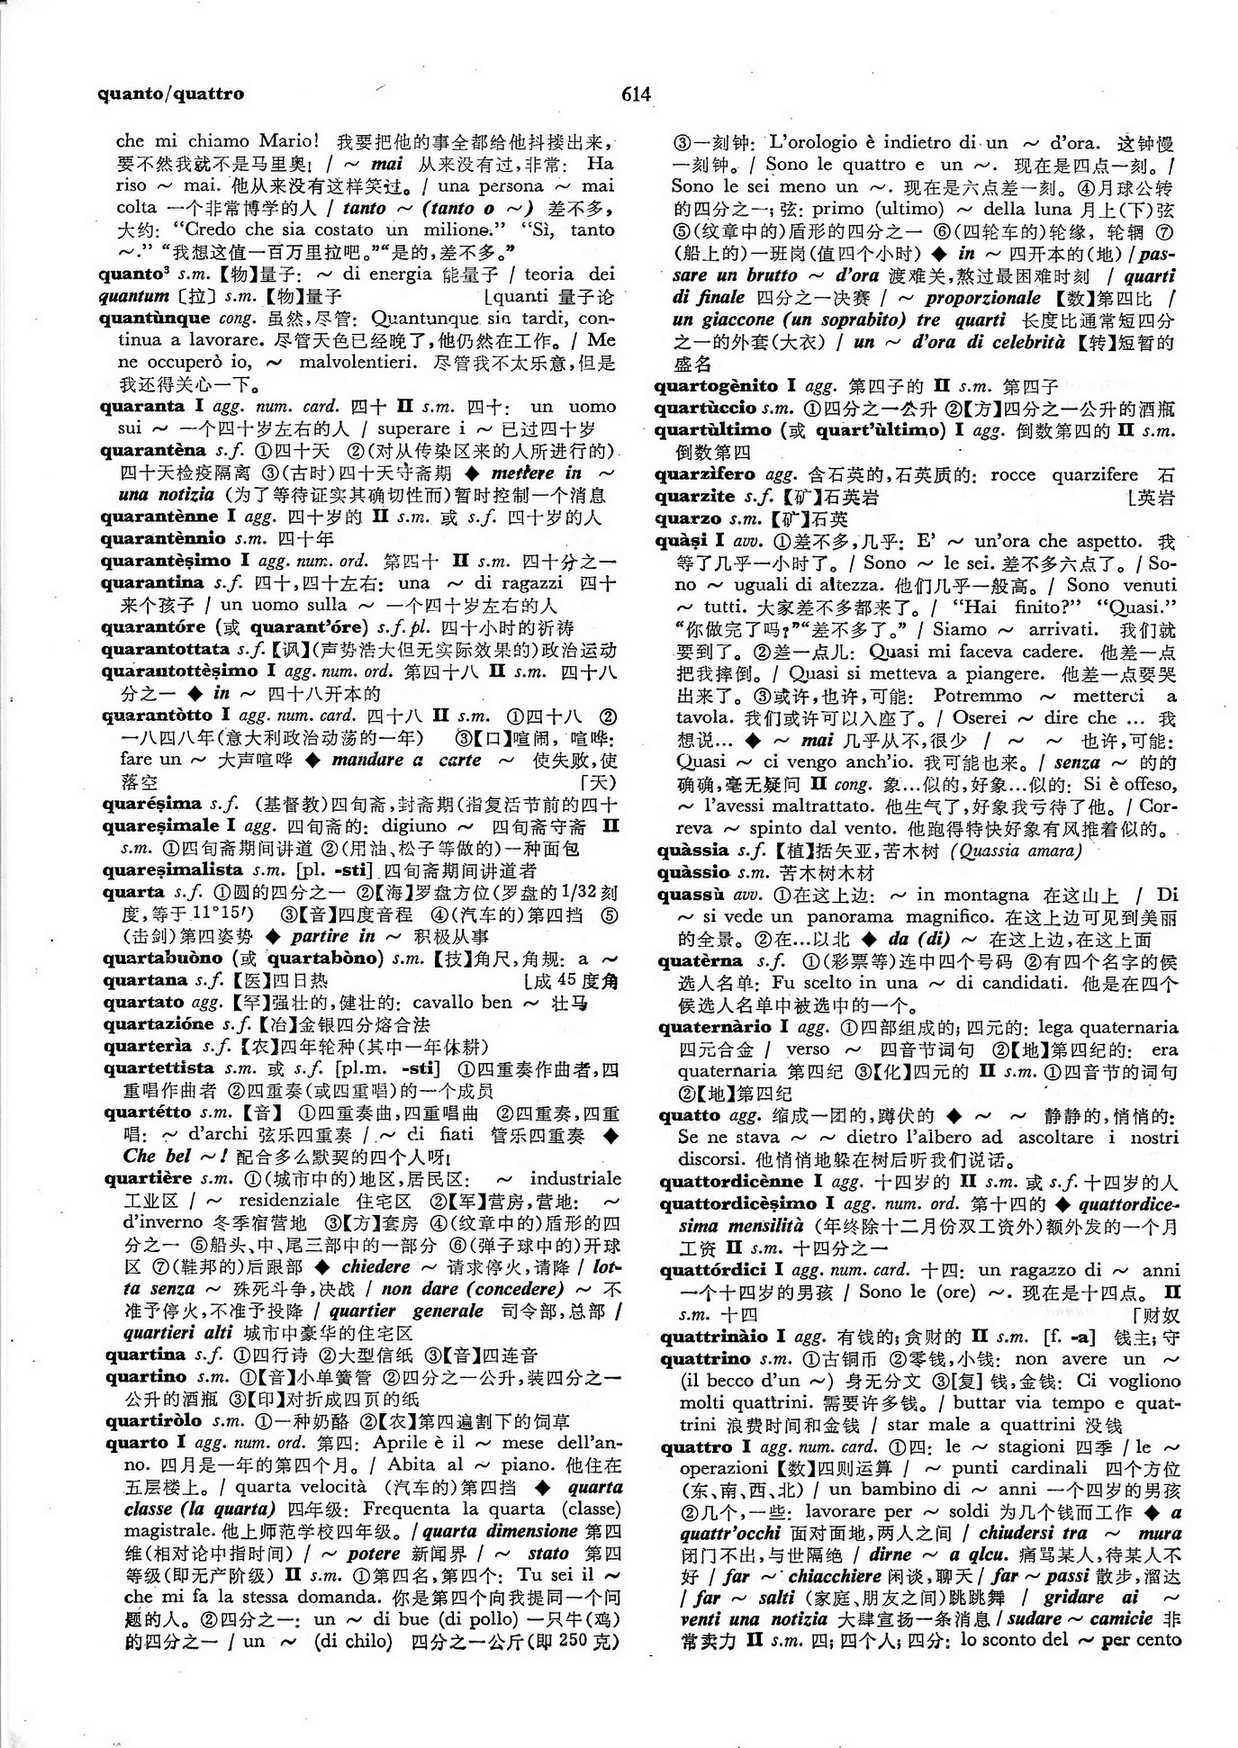 quanto/quattro
614
che mi chiamo Mario! 我要把他的事全都给他抖搂出来,
要不然我就不是马里奥! / ～ mai 从来没有过,非常: Ha
riso ～ mai. 他从来没有这样笑过。/ una persona ～ mai
colta 一个非常博学的人 / tanto ～ (tanto o ～) 差不多,
大约: “Credo che sia costato un milione.” “Sì, tanto
～.” “我想这值一百万里拉吧。”“是的,差不多。”
quanto³ s.m.【物】量子: ～ di energia 能量子 / teoria dei
quantum〔拉〕s.m.【物】量子 ⌊quanti 量子论
quantùnque cong. 虽然,尽管: Quantunque sia tardi, con-
tinua a lavorare. 尽管天色已经晚了,他仍然在工作。/ Me
ne occuperò io, ～ malvolentieri. 尽管我不太乐意,但是
我还得关心一下。
quaranta I agg. num. card. 四十 II s.m. 四十: un uomo
sui ～ 一个四十岁左右的人 / superare i ～ 已过四十岁
quarantèna s.f. ①四十天 ②(对从传染区来的人所进行的)
四十天检疫隔离 ③(古时)四十天守斋期 ◆ mettere in ～
una notizia (为了等待证实其确切性而)暂时控制一个消息
quarantènne I agg. 四十岁的 II s.m. 或 s.f. 四十岁的人
quarantènnio s.m. 四十年
quarantèṣimo I agg. num. ord. 第四十 II s.m. 四十分之一
quarantina s.f. 四十,四十左右: una ～ di ragazzi 四十
来个孩子 / un uomo sulla ～ 一个四十岁左右的人
quarantóre (或 quarant'óre) s.f.pl. 四十小时的祈祷
quarantottata s.f.【讽】(声势浩大但无实际效果的)政治运动
quarantottèṣimo I agg. num. ord. 第四十八 II s.m. 四十八
分之一 ◆ in ～ 四十八开本的
quarantòtto I agg. num. card. 四十八 II s.m. ①四十八 ②
一八四八年(意大利政治动荡的一年) ③【口】喧闹, 喧哗:
fare un ～ 大声喧哗 ◆ mandare a carte ～ 使失败,使
落空 ⌈天)
quaréṣima s.f. (基督教)四旬斋,封斋期(指复活节前的四十
quareṣimale I agg. 四旬斋的: digiuno ～ 四旬斋守斋 II
s.m. ①四旬斋期间讲道 ②(用油、松子等做的)一种面包
quareṣimalista s.m. [pl. -sti] 四旬斋期间讲道者
quarta s.f. ①圆的四分之一 ②【海】罗盘方位(罗盘的1/32刻
度,等于11°15′) ③【音】四度音程 ④(汽车的)第四挡 ⑤
(击剑)第四姿势 ◆ partire in ～ 积极从事
quartabuòno (或 quartabòno) s.m.【技】角尺,角规: a ～
quartana s.f.【医】四日热 ⌊成45度角
quartato agg.【罕】强壮的,健壮的: cavallo ben ～ 壮马
quartazióne s.f.【冶】金银四分熔合法
quarterìa s.f.【农】四年轮种(其中一年休耕)
quartettista s.m. 或 s.f. [pl.m. -sti] ①四重奏作曲者,四
重唱作曲者 ②四重奏(或四重唱)的一个成员
quartétto s.m.【音】 ①四重奏曲,四重唱曲 ②四重奏,四重
唱: ～ d'archi 弦乐四重奏 / ～ di fiati 管乐四重奏 ◆
Che bel ～! 配合多么默契的四个人呀!
quartière s.m. ①(城市中的)地区,居民区: ～ industriale
工业区 / ～ residenziale 住宅区 ②【军】营房,营地: ～
d'inverno 冬季宿营地 ③【方】套房 ④(纹章中的)盾形的四
分之一 ⑤船头、中、尾三部中的一部分 ⑥(弹子球中的)开球
区 ⑦(鞋邦的)后跟部 ◆ chiedere ～ 请求停火,请降 / lot-
ta senza ～ 殊死斗争,决战 / non dare (concedere) ～ 不
准予停火,不准予投降 / quartier generale 司令部,总部 /
quartieri alti 城市中豪华的住宅区
quartina s.f. ①四行诗 ②大型信纸 ③【音】四连音
quartino s.m. ①【音】小单簧管 ②四分之一公升,装四分之一
公升的酒瓶 ③【印】对折成四页的纸
quartiròlo s.m. ①一种奶酪 ②【农】第四遍割下的饲草
quarto I agg. num. ord. 第四: Aprile è il ～ mese dell'an-
no. 四月是一年的第四个月。/ Abita al ～ piano. 他住在
五层楼上。/ quarta velocità (汽车的)第四挡 ◆ quarta
classe (la quarta) 四年级: Frequenta la quarta (classe)
magistrale. 他上师范学校四年级。/ quarta dimensione 第四
维(相对论中指时间) / ～ potere 新闻界 / ～ stato 第四
等级(即无产阶级) II s.m. ①第四名,第四个: Tu sei il ～
che mi fa la stessa domanda. 你是第四个向我提同一个问
题的人。②四分之一: un ～ di bue (di pollo) 一只牛(鸡)
的四分之一 / un ～ (di chilo) 四分之一公斤(即250克)
③一刻钟: L'orologio è indietro di un ～ d'ora. 这钟慢
一刻钟。/ Sono le quattro e un ～. 现在是四点一刻。/
Sono le sei meno un ～. 现在是六点差一刻。④月球公转
的四分之一; 弦: primo (ultimo) ～ della luna 月上(下)弦
⑤(纹章中的)盾形的四分之一 ⑥(四轮车的)轮缘, 轮辋 ⑦
(船上的)一班岗(值四个小时) ◆ in ～ 四开本的(地) / pas-
sare un brutto ～ d'ora 渡难关,熬过最困难时刻 / quarti
di finale 四分之一决赛 / ～ proporzionale【数】第四比 /
un giaccone (un soprabito) tre quarti 长度比通常短四分
之一的外套(大衣) / un ～ d'ora di celebrità【转】短暂的
盛名
quartogènito I agg. 第四子的 II s.m. 第四子
quartùccio s.m. ①四分之一公升 ②【方】四分之一公升的酒瓶
quartùltimo (或 quart'ùltimo) I agg. 倒数第四的 II s.m.
倒数第四
quarzìfero agg. 含石英的,石英质的: rocce quarzifere 石
quarzite s.f.【矿】石英岩 ⌊英岩
quarzo s.m.【矿】石英
quàṣi I avv. ①差不多,几乎: E' ～ un'ora che aspetto. 我
等了几乎一小时了。/ Sono ～ le sei. 差不多六点了。/ So-
no ～ uguali di altezza. 他们几乎一般高。/ Sono venuti
～ tutti. 大家差不多都来了。/ “Hai finito?” “Quasi.”
“你做完了吗?”“差不多了。” / Siamo ～ arrivati. 我们就
要到了。②差一点儿: Quasi mi faceva cadere. 他差一点
把我摔倒。/ Quasi si metteva a piangere. 他差一点要哭
出来了。③或许,也许,可能: Potremmo ～ metterci a
tavola. 我们或许可以入座了。/ Oserei ～ dire che ... 我
想说… ◆ ～ mai 几乎从不,很少 / ～ ～ 也许,可能:
Quasi ～ ci vengo anch'io. 我可能也来。/ senza ～ 的的
确确,毫无疑问 II cong. 象…似的,好象…似的: Si è offeso,
～ l'avessi maltrattato. 他生气了,好象我亏待了他。/ Cor-
reva ～ spinto dal vento. 他跑得特快好象有风推着似的。
quàssia s.f.【植】括矢亚,苦木树 (Quassia amara)
quàssio s.m. 苦木树木材
quassù avv. ①在这上边: ～ in montagna 在这山上 / Di
～ si vede un panorama magnifico. 在这上边可见到美丽
的全景。②在…以北 ◆ da (di) ～ 在这上边,在这上面
quatèrna s.f. ①(彩票等)连中四个号码 ②有四个名字的候
选人名单: Fu scelto in una ～ di candidati. 他是在四个
候选人名单中被选中的一个。
quaternàrio I agg. ①四部组成的; 四元的: lega quaternaria
四元合金 / verso ～ 四音节词句 ②【地】第四纪的: era
quaternaria 第四纪 ③【化】四元的 II s.m. ①四音节的词句
②【地】第四纪
quatto agg. 缩成一团的,蹲伏的 ◆ ～ ～ 静静的,悄悄的:
Se ne stava ～ ～ dietro l'albero ad ascoltare i nostri
discorsi. 他悄悄地躲在树后听我们说话。
quattordicènne I agg. 十四岁的 II s.m. 或 s.f. 十四岁的人
quattordicèṣimo I agg. num. ord. 第十四的 ◆ quattordice-
sima mensilità (年终除十二月份双工资外)额外发的一个月
工资 II s.m. 十四分之一
quattórdici I agg. num. card. 十四: un ragazzo di ～ anni
一个十四岁的男孩 / Sono le (ore) ～. 现在是十四点。 II
s.m. 十四 ⌈财奴
quattrinàio I agg. 有钱的; 贪财的 II s.m. [f. -a] 钱主; 守
quattrino s.m. ①古铜币 ②零钱,小钱: non avere un ～
(il becco d'un ～) 身无分文 ③[复] 钱,金钱: Ci vogliono
molti quattrini. 需要许多钱。/ buttar via tempo e quat-
trini 浪费时间和金钱 / star male a quattrini 没钱
quattro I agg. num. card. ①四: le ～ stagioni 四季 / le ～
operazioni【数】四则运算 / ～ punti cardinali 四个方位
(东、南、西、北) / un bambino di ～ anni 一个四岁的男孩
②几个,一些: lavorare per ～ soldi 为几个钱而工作 ◆ a
quattr'occhi 面对面地,两人之间 / chiudersi tra ～ mura
闭门不出,与世隔绝 / dirne ～ a qlcu. 痛骂某人,待某人不
好 / far ～ chiacchiere 闲谈,聊天 / far ～ passi 散步,溜达
/ far ～ salti (家庭、朋友之间)跳跳舞 / gridare ai ～
venti una notizia 大肆宣扬一条消息 / sudare ～ camicie 非
常卖力 II s.m. 四; 四个人; 四分: lo sconto del ～ per cento